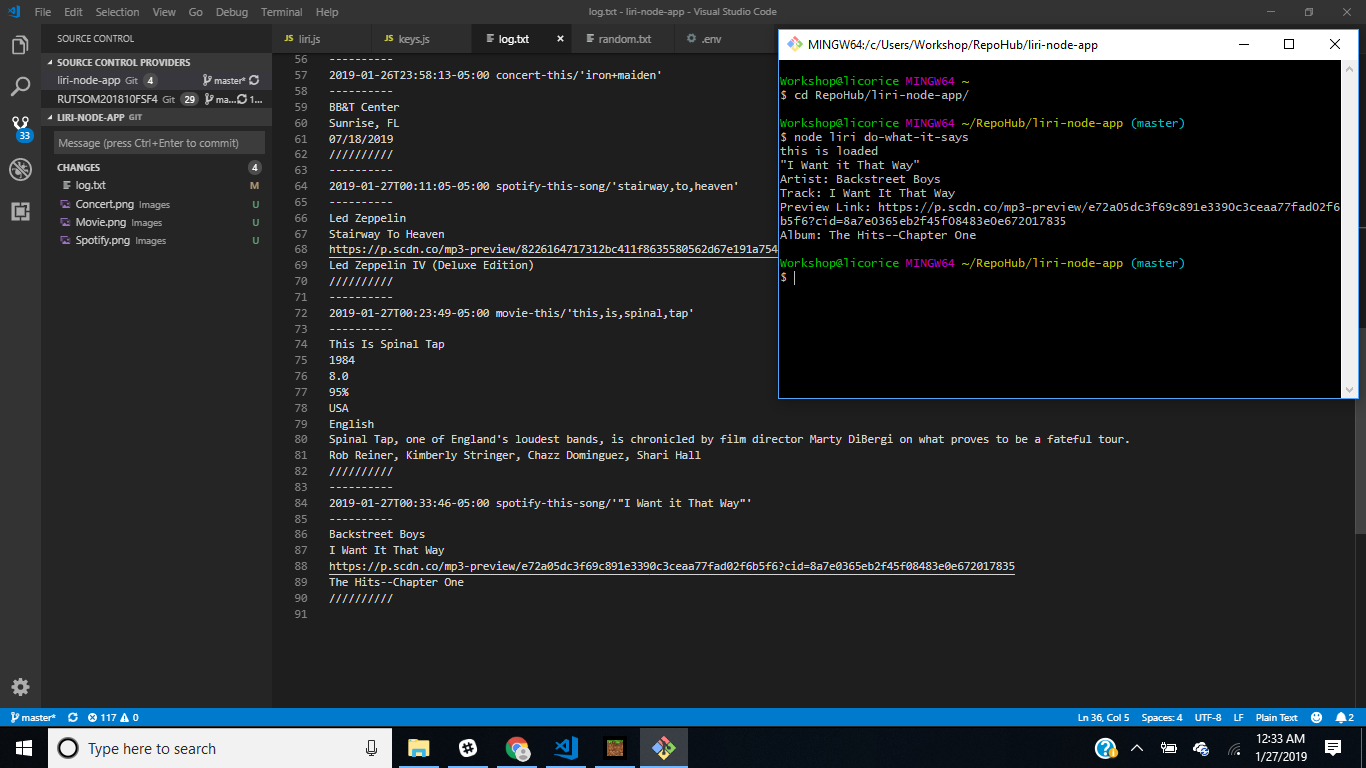 File Edit Selection View Go Debug Terminal Help
log.txt - liri-node-app - Visual Studio Code
SOURCE CONTROL
SOURCE CONTROL PROVIDERS
liri-node-app Git 4 master*
RUTSOM201810FSF4 Git 29 ma... 1...
LIRI-NODE-APP GIT
Message (press Ctrl+Enter to commit)
CHANGES 4
log.txt M
Concert.png Images U
Movie.png Images U
Spotify.png Images U
33
liri.js keys.js log.txt random.txt .env
56 ----------
57 2019-01-26T23:58:13-05:00 concert-this/'iron+maiden'
58 ----------
59 BB&T Center
60 Sunrise, FL
61 07/18/2019
62 //////////
63 ----------
64 2019-01-27T00:11:05-05:00 spotify-this-song/'stairway,to,heaven'
65 ----------
66 Led Zeppelin
67 Stairway To Heaven
68 https://p.scdn.co/mp3-preview/8226164717312bc411f8635580562d67e191a754
69 Led Zeppelin IV (Deluxe Edition)
70 //////////
71 ----------
72 2019-01-27T00:23:49-05:00 movie-this/'this,is,spinal,tap'
73 ----------
74 This Is Spinal Tap
75 1984
76 8.0
77 95%
78 USA
79 English
80 Spinal Tap, one of England's loudest bands, is chronicled by film director Marty DiBergi on what proves to be a fateful tour.
81 Rob Reiner, Kimberly Stringer, Chazz Dominguez, Shari Hall
82 //////////
83 ----------
84 2019-01-27T00:33:46-05:00 spotify-this-song/'"I Want it That Way"'
85 ----------
86 Backstreet Boys
87 I Want It That Way
88 https://p.scdn.co/mp3-preview/e72a05dc3f69c891e3390c3ceaa77fad02f6b5f6?cid=8a7e0365eb2f45f08483e0e672017835
89 The Hits--Chapter One
90 //////////
91
MINGW64:/c/Users/Workshop/RepoHub/liri-node-app
Workshop@licorice MINGW64 ~
$ cd RepoHub/liri-node-app/
Workshop@licorice MINGW64 ~/RepoHub/liri-node-app (master)
$ node liri do-what-it-says
this is loaded
"I Want it That Way"
Artist: Backstreet Boys
Track: I Want It That Way
Preview Link: https://p.scdn.co/mp3-preview/e72a05dc3f69c891e3390c3ceaa77fad02f6
b5f6?cid=8a7e0365eb2f45f08483e0e672017835
Album: The Hits--Chapter One
Workshop@licorice MINGW64 ~/RepoHub/liri-node-app (master)
$
master* 117 0
Ln 36, Col 5 Spaces: 4 UTF-8 LF Plain Text 2
Type here to search
12:33 AM
1/27/2019